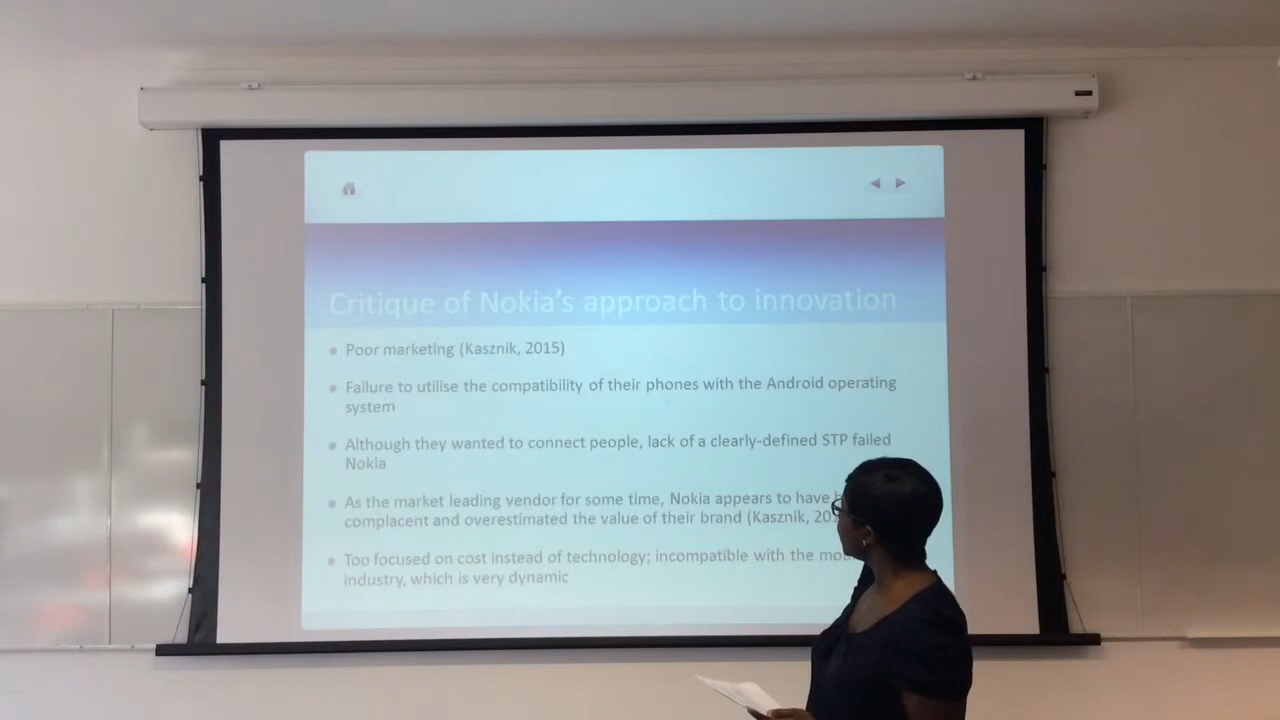 Critique of Nokia's approach to innovation
Poor marketing (Kasznik, 2015)
Failure to utilise the compatibility of their phones with the Android operating
system
Although they wanted to connect people, lack of a clearly-defined STP failed
Nokia
As the market leading vendor for some time, Nokia appears to have
complacent and overestimated the value of their brand (Kasznik,
Too focused on cost instead of technology; incompatible with the
industry, which is very dynamic